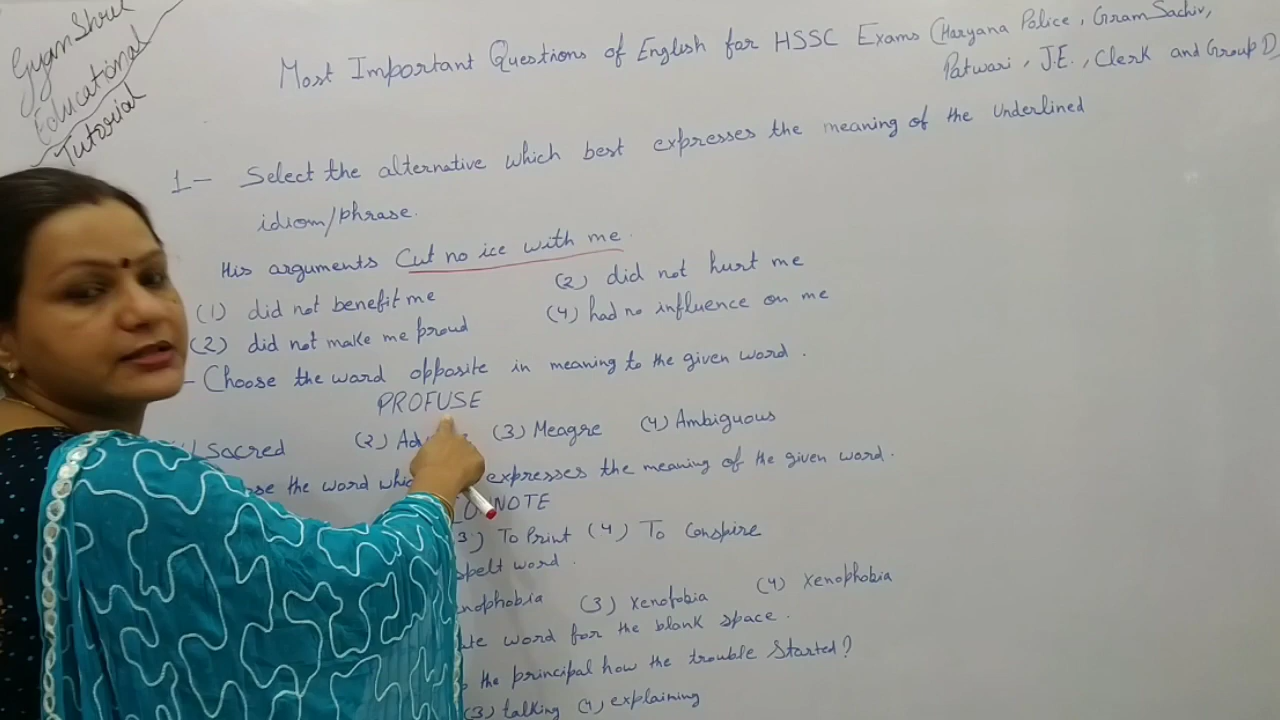 Gyan Shree
Educational
Tutorial
Most Important Questions of English for HSSC Exams (Haryana Police, Gram Sachiv,
Patwari, J.E., Clerk and Group D
1- Select the alternative which best expresses the meaning of the underlined
idiom/phrase.
His arguments Cut no ice with me.
(1) did not benefit me (2) did not hurt me
(2) did not make me proud (4) had no influence on me
- Choose the word opposite in meaning to the given word.
PROFUSE
Sacred (2) (3) Meagre (4) Ambiguous
the word expresses the meaning of the given word.
NOTE
3) To Print (4) To Conspire
spelt word.
(3) Xenofobia (4) Xenophobia
word for the blank space.
the principal how the trouble Started?
(3) talking (4) explaining